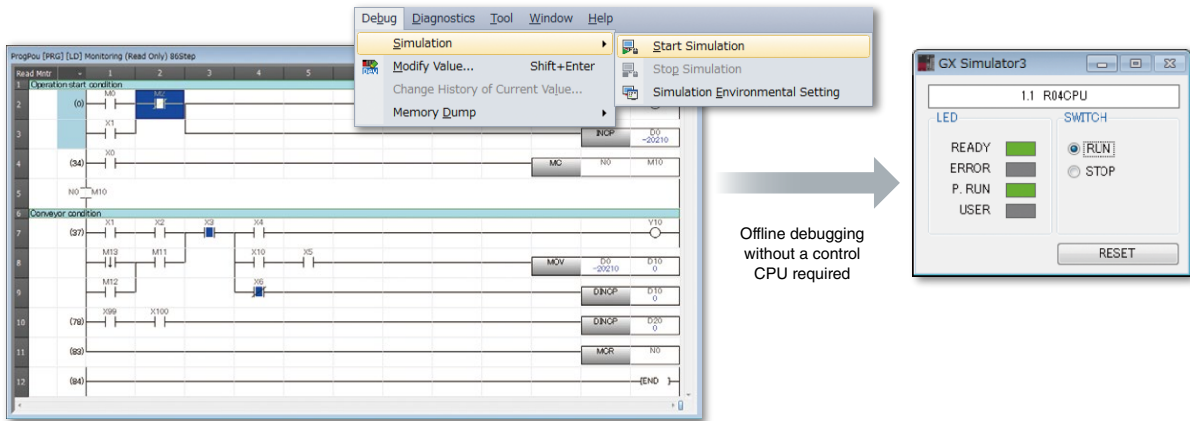 Debug Diagnostics Tool Window Help
Simulation
Modify Value... Shift+Enter
Change History of Current Value...
Memory Dump
Start Simulation
Stop Simulation
Simulation Environmental Setting
ProgPou [PRG] [LD] Monitoring (Read Only) 86Step
Read Mntr 1 2 3 4 5
1 Operation start condition
M0 M2
2 (0)
X1
3 INCP D0
-20210
X0
4 (34) MC N0 M10
5 N0 M10
6 Conveyor condition
X1 X2 X3 X4 Y10
7 (37)
M13 M11 X10 X5
8 MOV D0 D10
-20210 0
M12 X6
9 DINCP D10
0
X99 X100
10 (78) DINCP D20
0
11 (83) MCR N0
12 (84) END
Offline debugging
without a control
CPU required
GX Simulator3
1.1 R04CPU
LED SWITCH
READY RUN
ERROR STOP
P. RUN
USER
RESET